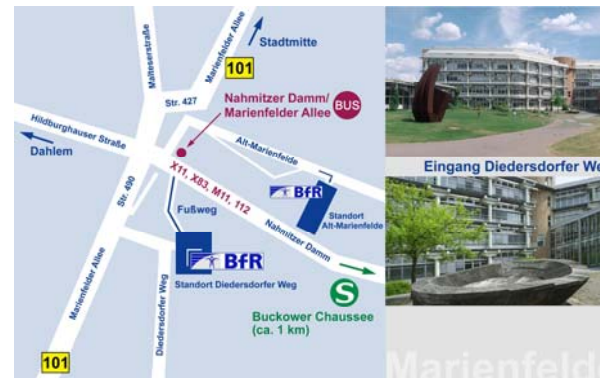 Malteserstraße
Marienfelder Allee
Stadtmitte
101
Str. 427
Nahmitzer Damm/
Marienfelder Allee
BUS
Hildburghauser Straße
Dahlem
Alt-Marienfelde
X11, X83, M11, 112
BfR
Standort
Alt-Marienfelde
Str. 490
Fußweg
Nahmitzer Damm
BfR
Standort Diedersdorfer Weg
Marienfelder Allee
Diedersdorfer Weg
S
Buckower Chaussee
(ca. 1 km)
101
Eingang Diedersdorfer We
Marienfelde